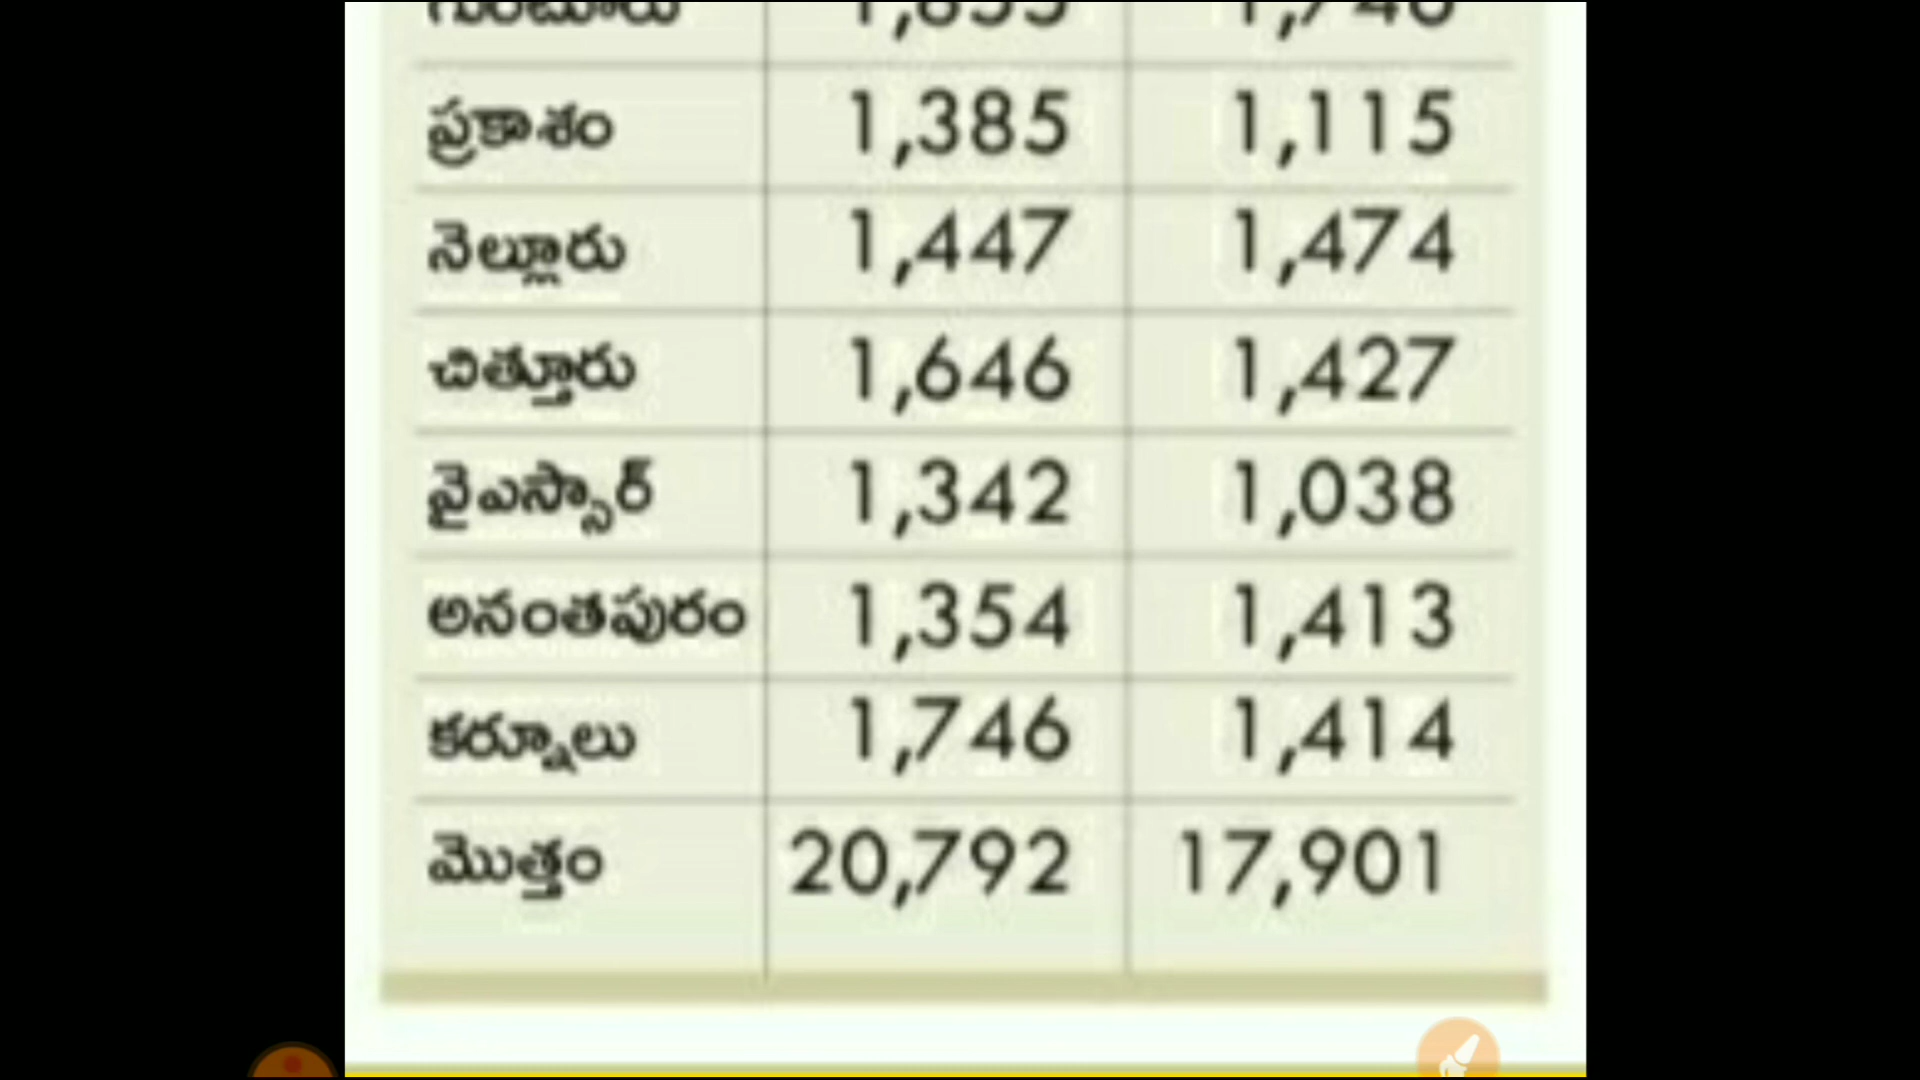 ప్రకాశం 1,385 1,115
నెల్లూరు 1,447 1,474
చిత్తూరు 1,646 1,427
వైఎస్సార్ 1,342 1,038
అనంతపురం 1,354 1,413
కర్నూలు 1,746 1,414
మొత్తం 20,792 17,901